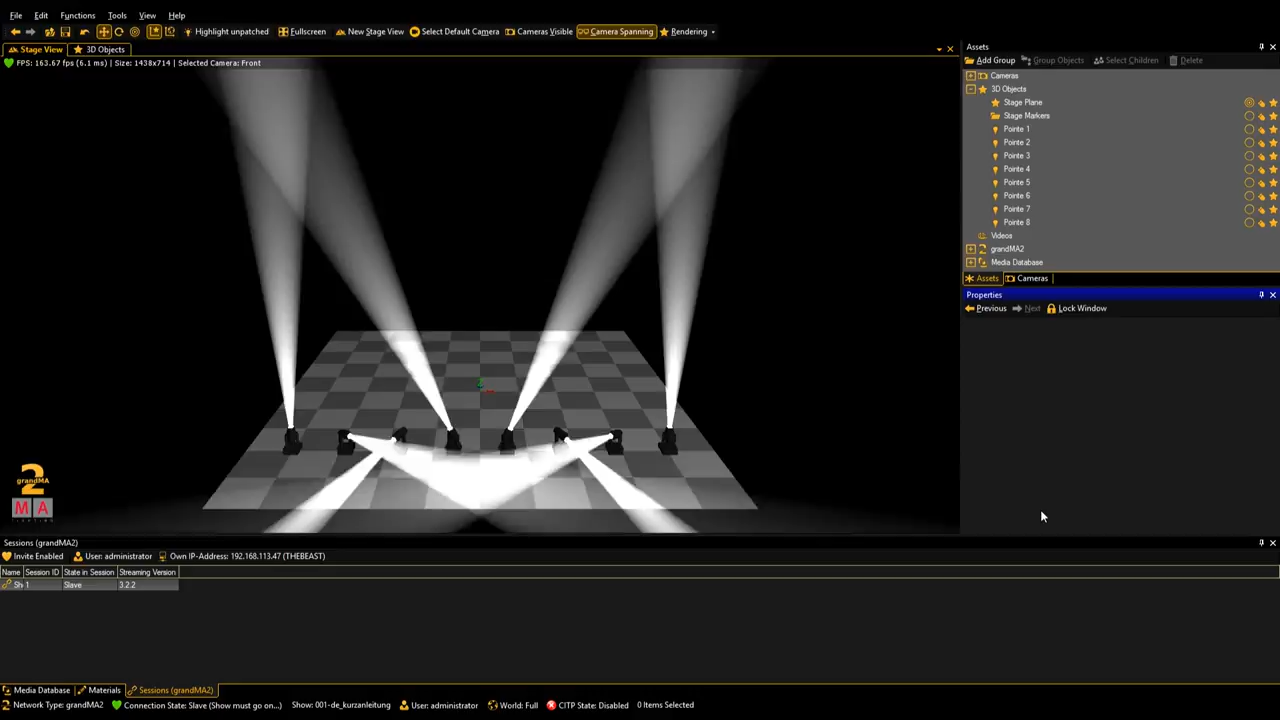 File Edit Functions Tools View Help
Highlight unpatched Fullscreen New Stage View Select Default Camera Cameras Visible Camera Spanning Rendering
Stage View 3D Objects
FPS: 163.67 fps (6.1 ms) | Size: 1438x714 | Selected Camera: Front
Assets
Add Group Group Objects Select Children Delete
Cameras
3D Objects
Stage Plane
Stage Markers
Pointe 1
Pointe 2
Pointe 3
Pointe 4
Pointe 5
Pointe 6
Pointe 7
Pointe 8
Videos
grandMA2
Media Database
Assets Cameras
Properties
Previous Next Lock Window
2
grandMA
MA
Sessions (grandMA2)
Invite Enabled User: administrator Own IP-Address: 192.168.113.47 (THEBEAST)
Name Session ID State in Session Streaming Version
Sh 1 Slave 3.2.2
Media Database Materials Sessions (grandMA2)
Network Type: grandMA2 Connection State: Slave (Show must go on...) Show: 001-de_kurzanleitung User: administrator World: Full CITP State: Disabled 0 Items Selected